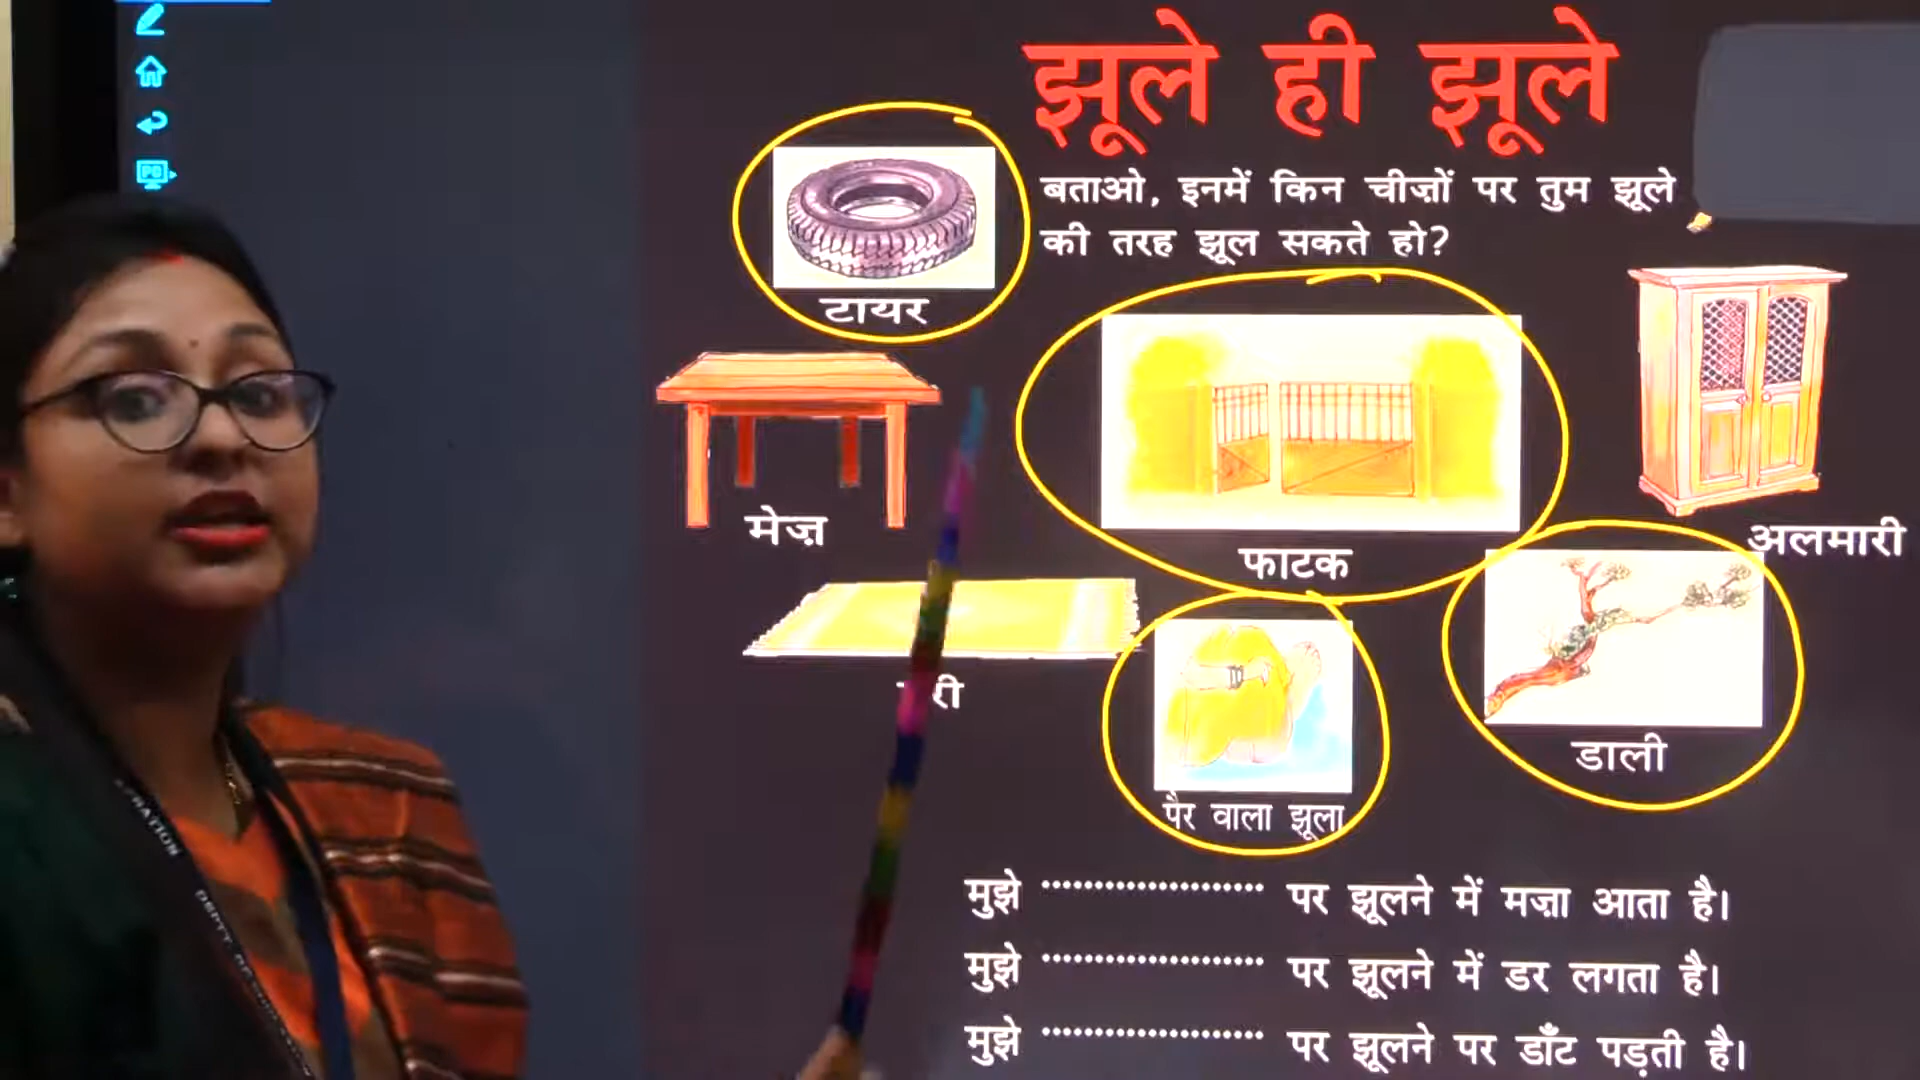 झूले ही झूले
बताओ, इनमें किन चीज़ों पर तुम झूले
की तरह झूल सकते हो?
टायर
मेज़
फाटक
अलमारी
डाली
पैर वाला झूला
मुझे .................... पर झूलने में मज़ा आता है।
मुझे .................... पर झूलने में डर लगता है।
मुझे .................... पर झूलने पर डाँट पड़ती है।